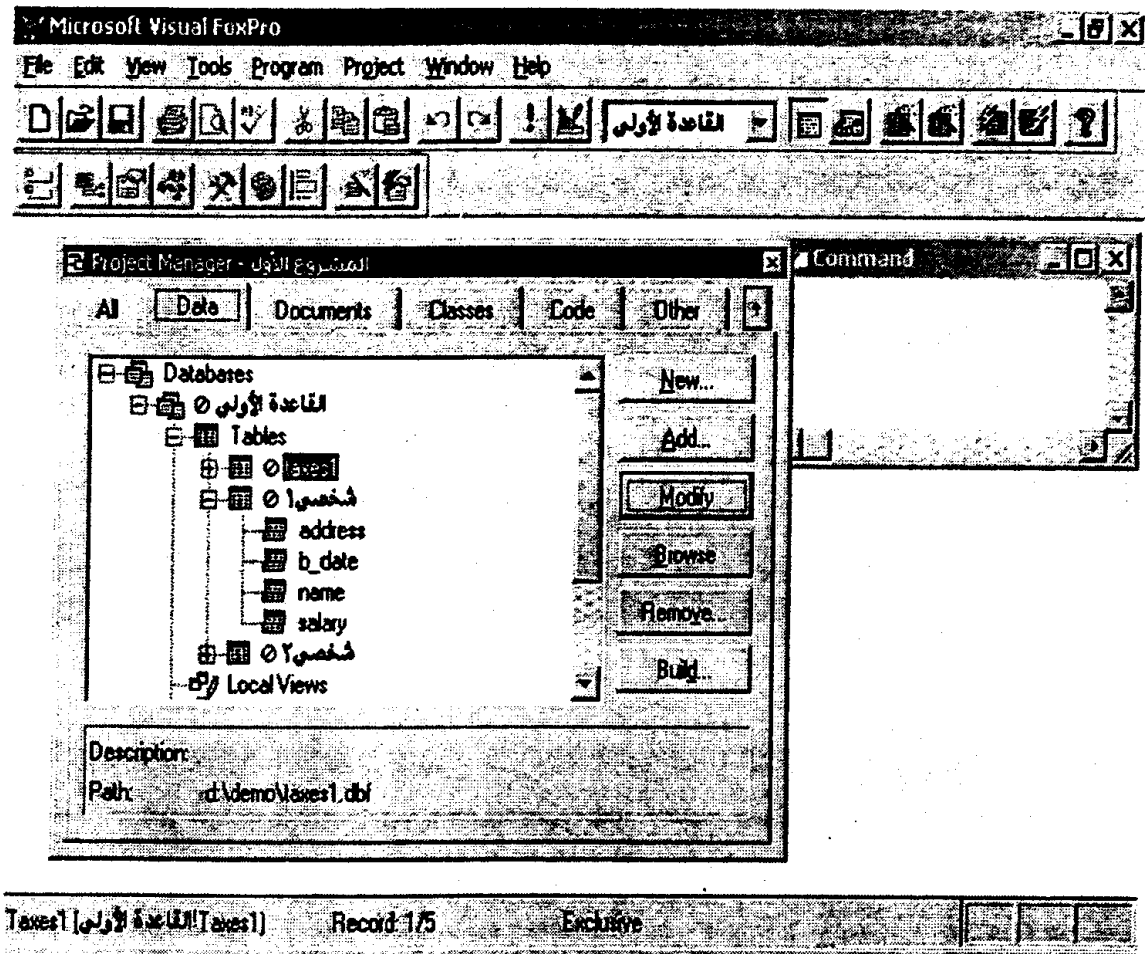 Microsoft Visual FoxPro
File Edit View Tools Program Project Window Help
القاعدة الأولى
Project Manager - المشروع الأول
Command
All Data Documents Classes Code Other
Databases
القاعدة الأولى
Tables
taxes1
شخصي١
address
b_date
name
salary
شخصي٢
Local Views
New...
Add...
Modify
Browse
Remove...
Build...
Description:
Path: d:\demo\taxes1.dbf
Taxes1 (القاعدة الأولى!Taxes1) Record: 1/5 Exclusive